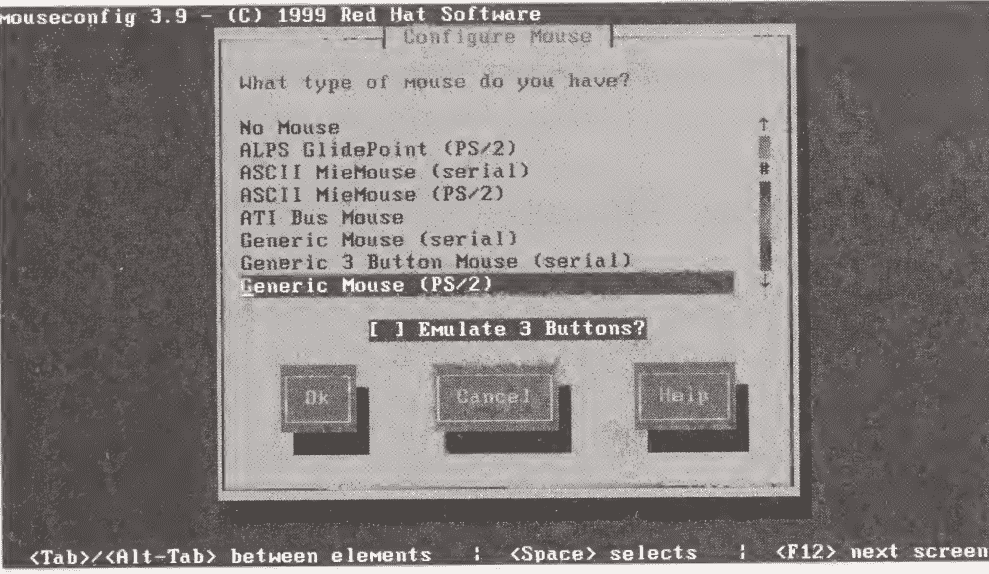 mouseconfig 3.9 - (C) 1999 Red Hat Software
Configure Mouse
What type of mouse do you have?
No Mouse
ALPS GlidePoint (PS/2)
ASCII MieMouse (serial)
ASCII MieMouse (PS/2)
ATI Bus Mouse
Generic Mouse (serial)
Generic 3 Button Mouse (serial)
Generic Mouse (PS/2)
[ ] Emulate 3 Buttons?
Ok Cancel Help
<Tab>/<Alt-Tab> between elements ¦ <Space> selects ¦ <F12> next screen